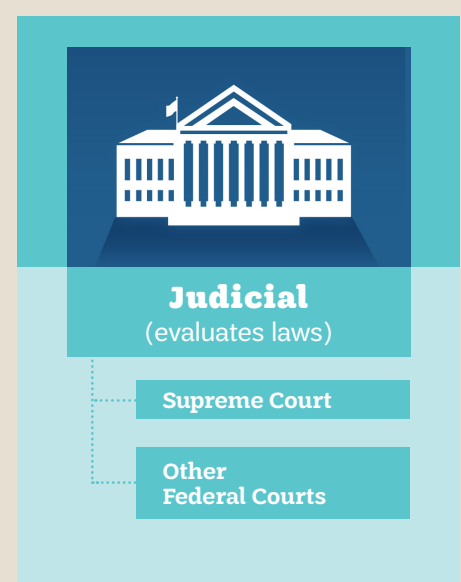 Judicial
(evaluates laws)
Supreme Court
Other
Federal Courts